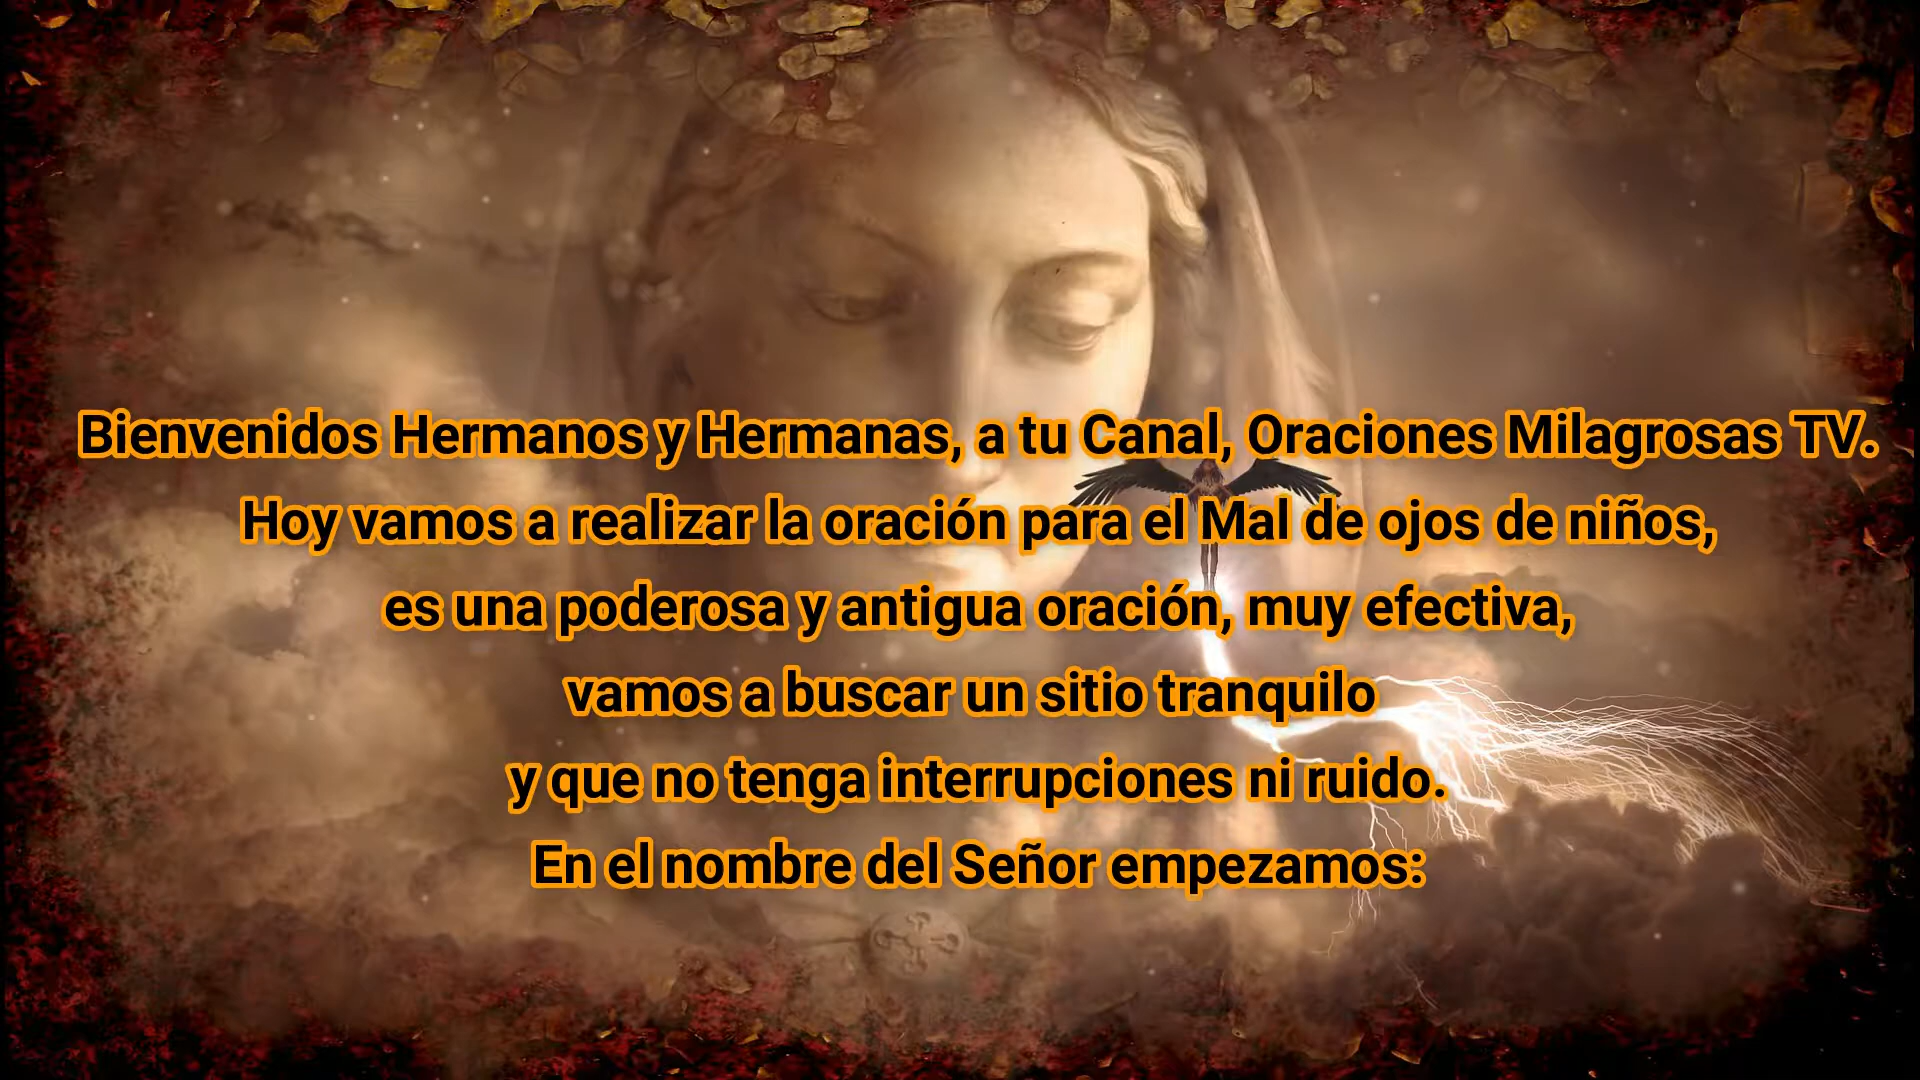 Bienvenidos Hermanos y Hermanas, a tu Canal, Oraciones Milagrosas TV.
Hoy vamos a realizar la oración para el Mal de ojos de niños,
es una poderosa y antigua oración, muy efectiva,
vamos a buscar un sitio tranquilo
y que no tenga interrupciones ni ruido.
En el nombre del Señor empezamos: